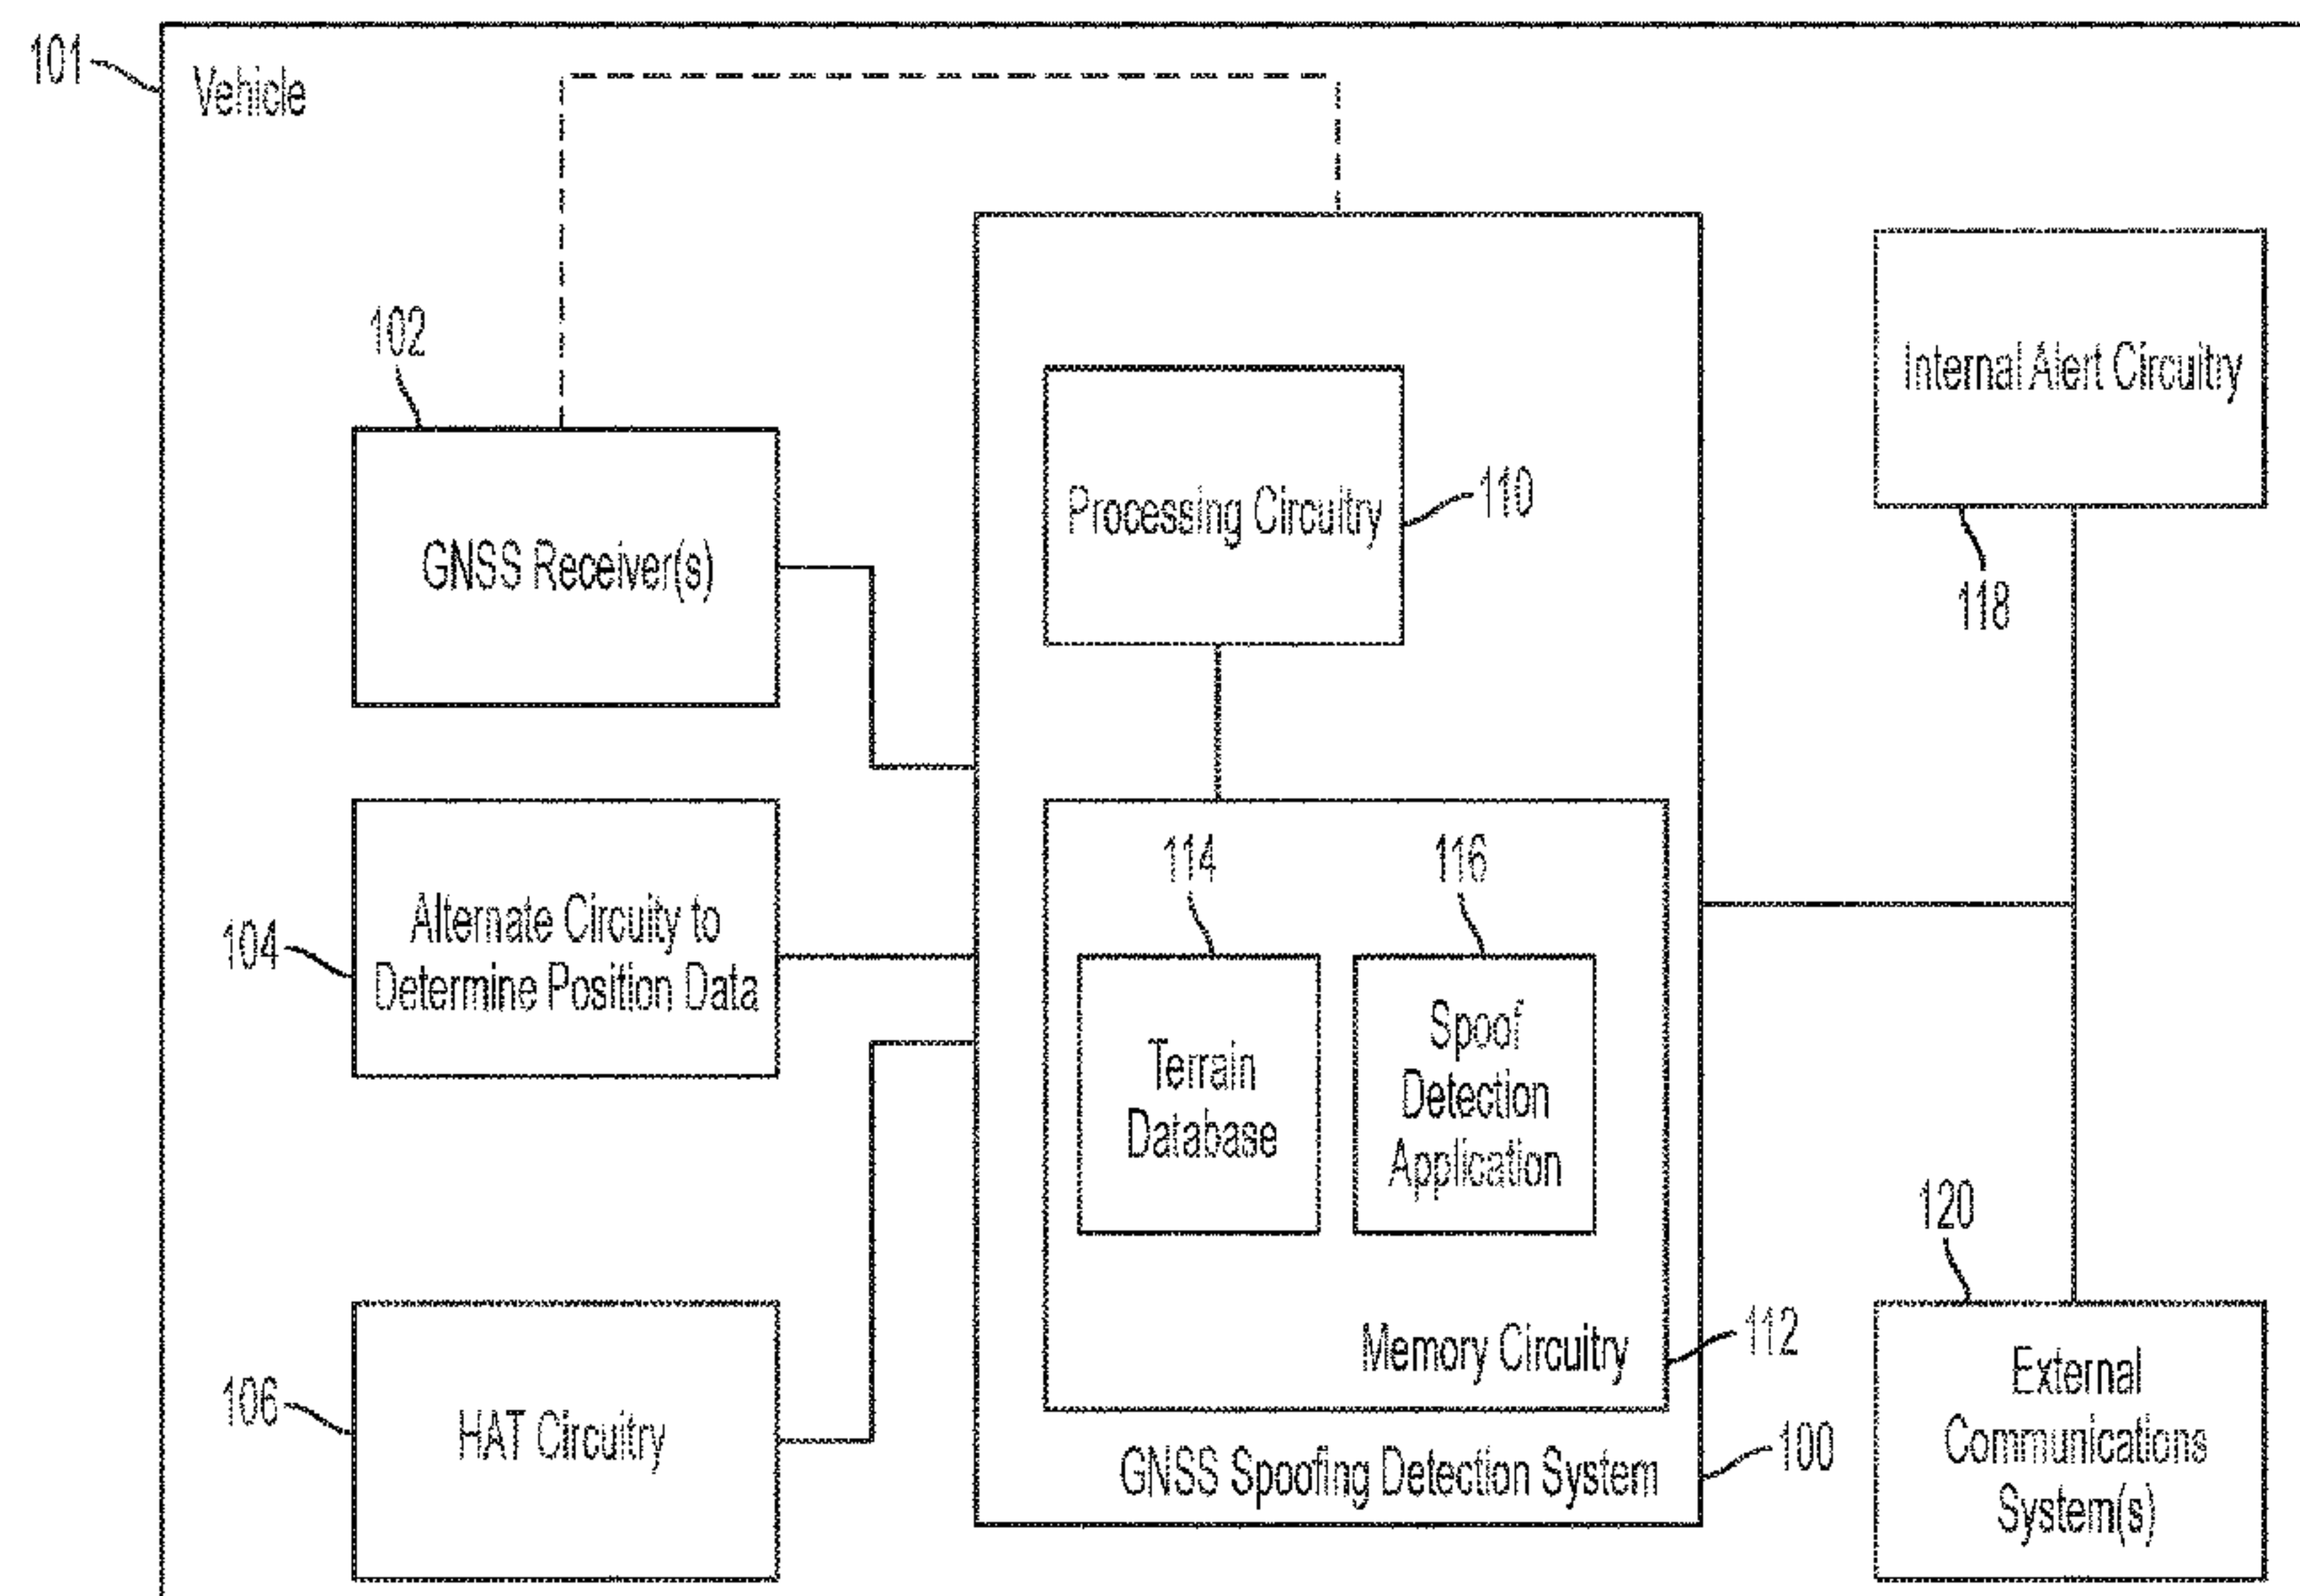 101
Vehicle
102
GNSS Receiver(s)
Processing Circuitry
110
Internal Alert Circuitry
118
104
Alternate Circuity to
Determine Position Data
114
116
Terrain
Database
Spoof
Detection
Application
Memory Circuitry
112
106
HAT Circuitry
GNSS Spoofing Detection System
100
120
External
Communications
System(s)